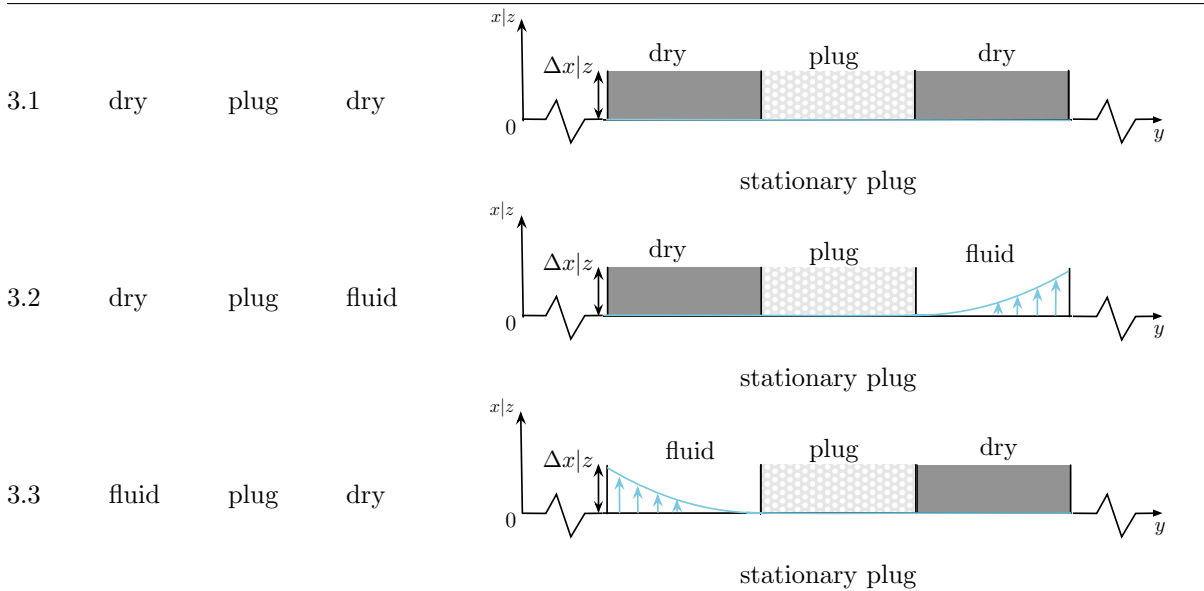 x|z
dry plug dry
Δx|z
3.1 dry plug dry
0
y
stationary plug
x|z
dry plug fluid
Δx|z
3.2 dry plug fluid
0
y
stationary plug
x|z
fluid plug dry
Δx|z
3.3 fluid plug dry
0
y
stationary plug